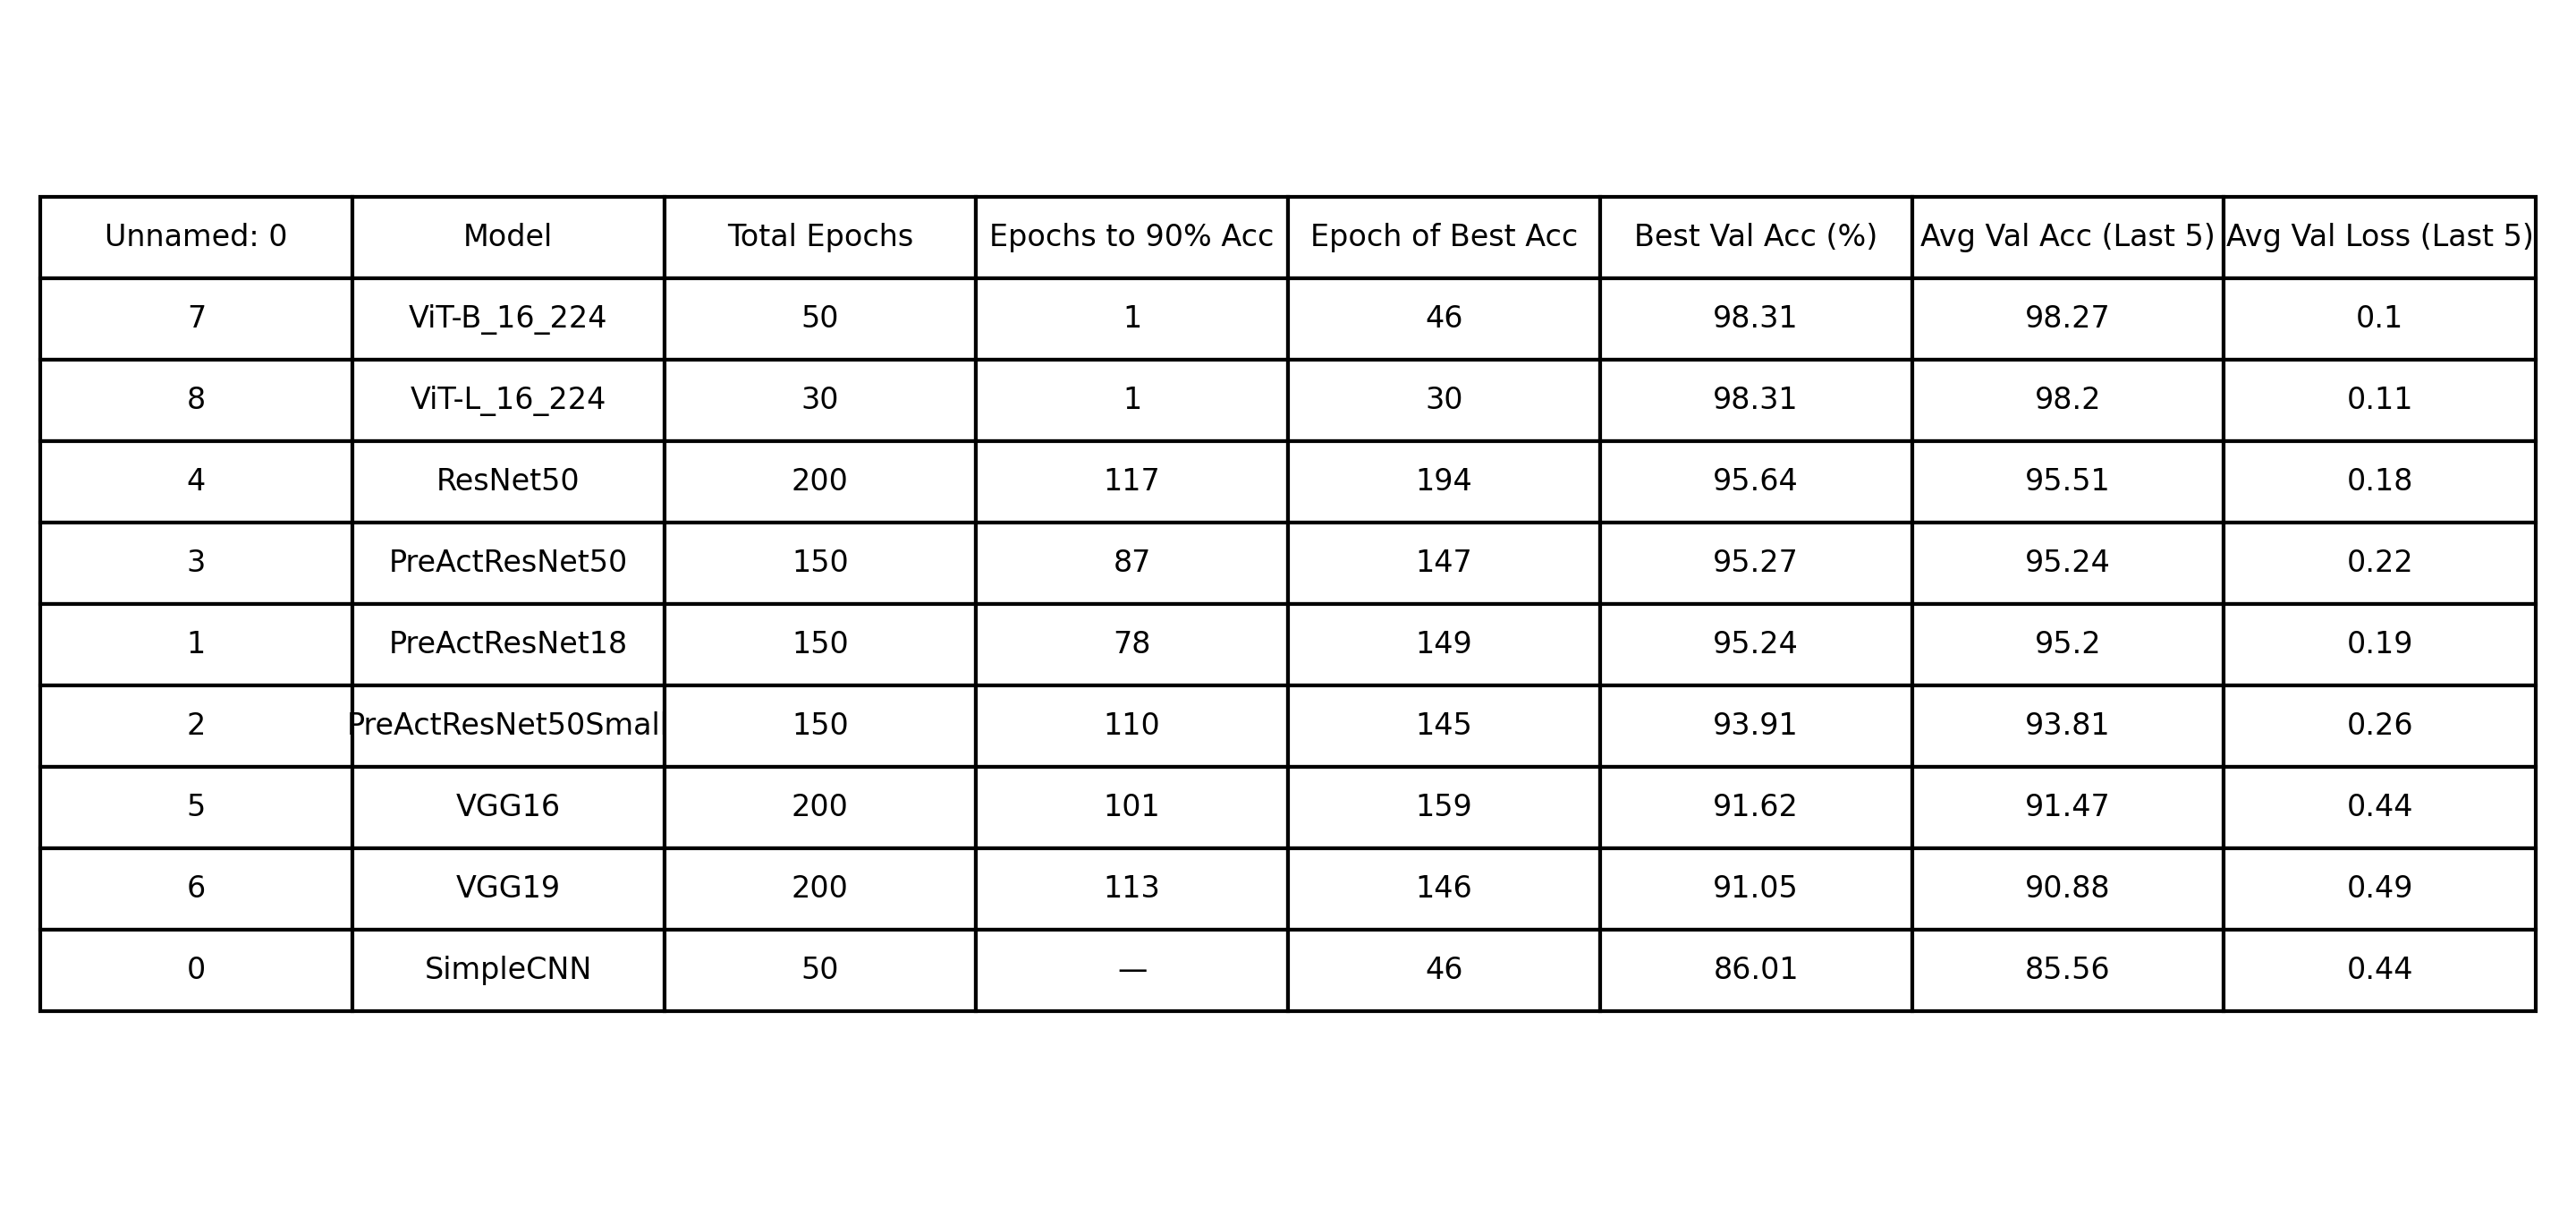 Unnamed: 0 Model Total Epochs Epochs to 90% Acc Epoch of Best Acc Best Val Acc (%) Avg Val Acc (Last 5) Avg Val Loss (Last 5)
7 ViT-B_16_224 50 1 46 98.31 98.27 0.1
8 ViT-L_16_224 30 1 30 98.31 98.2 0.11
4 ResNet50 200 117 194 95.64 95.51 0.18
3 PreActResNet50 150 87 147 95.27 95.24 0.22
1 PreActResNet18 150 78 149 95.24 95.2 0.19
2 PreActResNet50Small 150 110 145 93.91 93.81 0.26
5 VGG16 200 101 159 91.62 91.47 0.44
6 VGG19 200 113 146 91.05 90.88 0.49
0 SimpleCNN 50 — 46 86.01 85.56 0.44